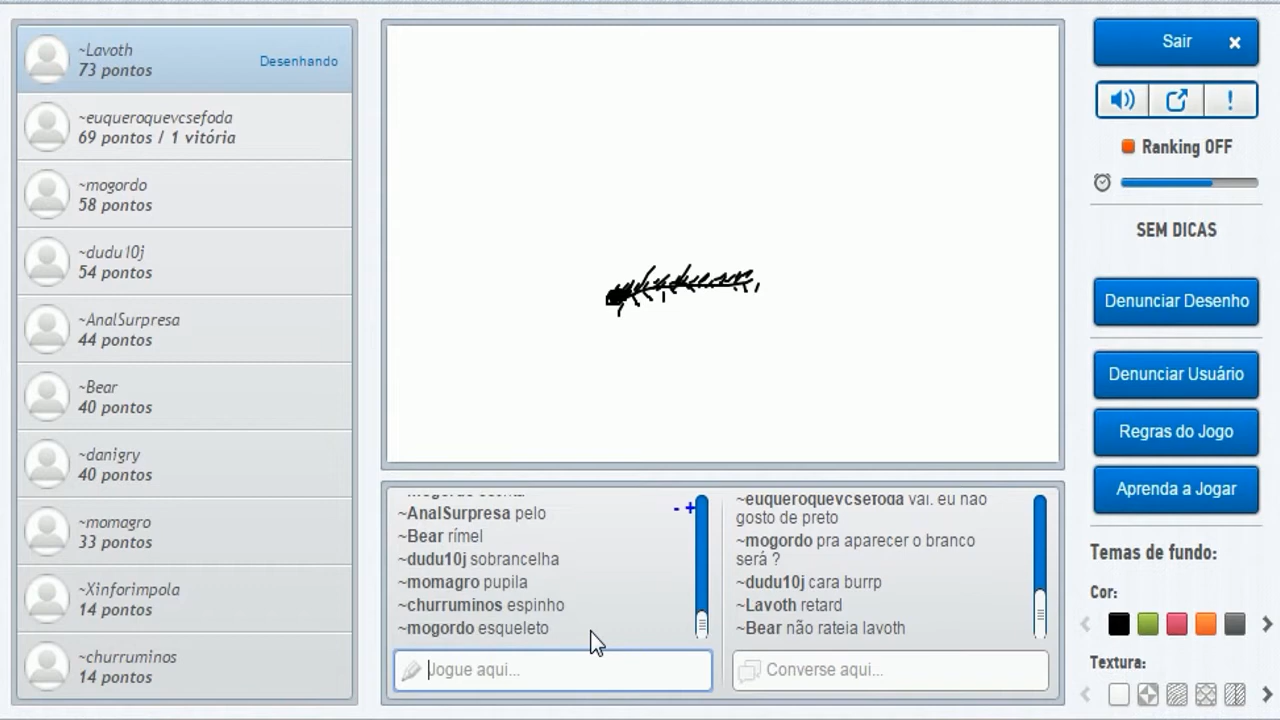 ~Lavoth
73 pontos
Desenhando
~euqueroquevcsefoda
69 pontos / 1 vitória
~mogordo
58 pontos
~dudu10j
54 pontos
~AnalSurpresa
44 pontos
~Bear
40 pontos
~danigry
40 pontos
~momagro
33 pontos
~Xinforimpola
14 pontos
~churruminos
14 pontos
- +
~AnalSurpresa pelo
~Bear rímel
~dudu10j sobrancelha
~momagro pupila
~churruminos espinho
~mogordo esqueleto
Jogue aqui...
~euqueroquevcsefoda vai. eu nao
gosto de preto
~mogordo pra aparecer o branco
será ?
~dudu10j cara burrp
~Lavoth retard
~Bear não rateia lavoth
Converse aqui...
Sair
!
Ranking OFF
SEM DICAS
Denunciar Desenho
Denunciar Usuário
Regras do Jogo
Aprenda a Jogar
Temas de fundo:
Cor:
Textura: